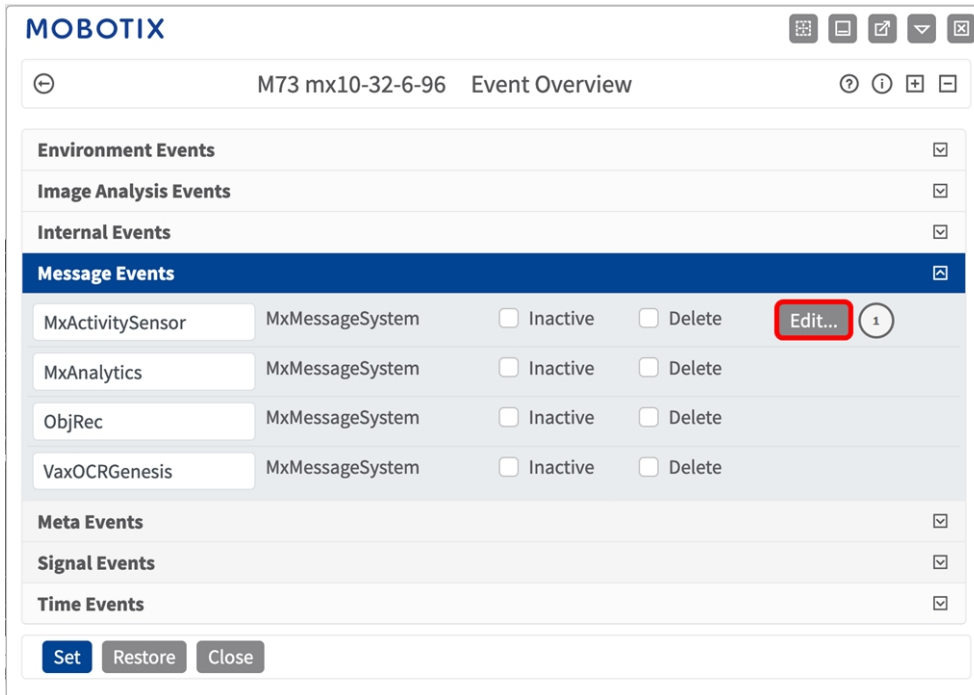 MOBOTIX
M73 mx10-32-6-96 Event Overview
Environment Events
Image Analysis Events
Internal Events
Message Events
MxActivitySensor MxMessageSystem Inactive Delete Edit... 1
MxAnalytics MxMessageSystem Inactive Delete
ObjRec MxMessageSystem Inactive Delete
VaxOCRGenesis MxMessageSystem Inactive Delete
Meta Events
Signal Events
Time Events
Set Restore Close